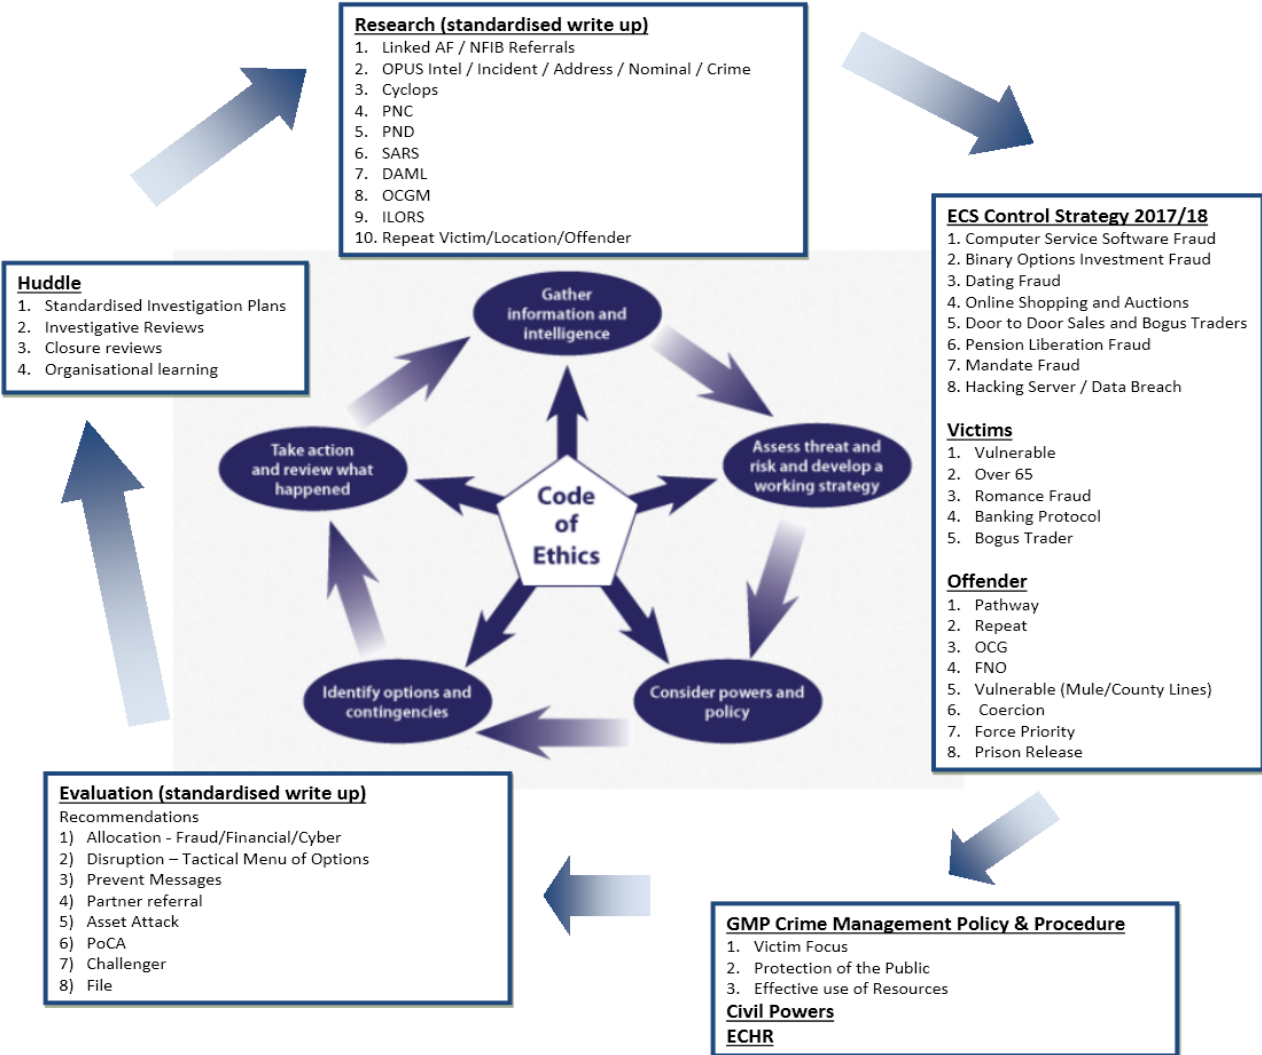 Research (standardised write up)
1. Linked AF / NFIB Referrals
2. OPUS Intel / Incident / Address / Nominal / Crime
3. Cyclops
4. PNC
5. PND
6. SARS
7. DAML
8. OCGM
9. ILORS
10. Repeat Victim/Location/Offender
ECS Control Strategy 2017/18
1. Computer Service Software Fraud
2. Binary Options Investment Fraud
3. Dating Fraud
4. Online Shopping and Auctions
5. Door to Door Sales and Bogus Traders
6. Pension Liberation Fraud
7. Mandate Fraud
8. Hacking Server / Data Breach
Victims
1. Vulnerable
2. Over 65
3. Romance Fraud
4. Banking Protocol
5. Bogus Trader
Offender
1. Pathway
2. Repeat
3. OCG
4. FNO
5. Vulnerable (Mule/County Lines)
6. Coercion
7. Force Priority
8. Prison Release
GMP Crime Management Policy & Procedure
1. Victim Focus
2. Protection of the Public
3. Effective use of Resources
Civil Powers
ECHR
Evaluation (standardised write up)
Recommendations
1) Allocation - Fraud/Financial/Cyber
2) Disruption – Tactical Menu of Options
3) Prevent Messages
4) Partner referral
5) Asset Attack
6) PoCA
7) Challenger
8) File
Huddle
1. Standardised Investigation Plans
2. Investigative Reviews
3. Closure reviews
4. Organisational learning
Gather
information and
intelligence
Assess threat and
risk and develop a
working strategy
Consider powers and
policy
Identify options and
contingencies
Take action
and review what
happened
Code
of
Ethics